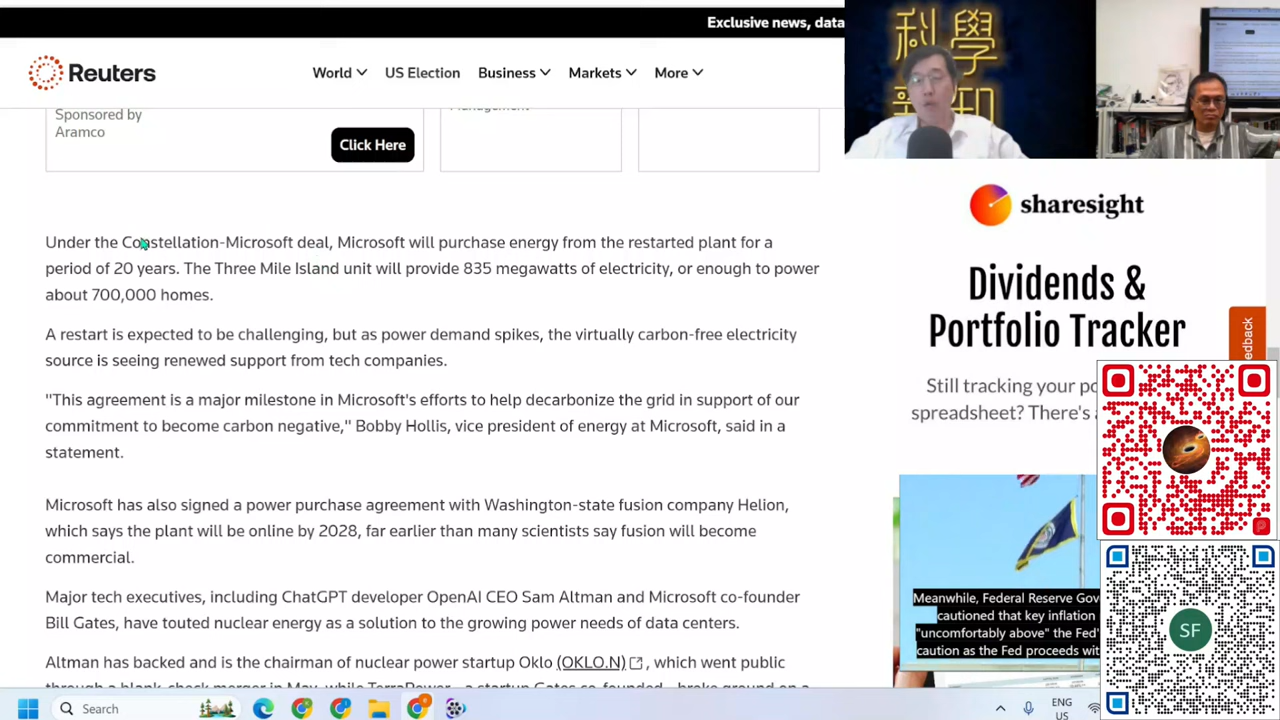 Exclusive news, data
科學
新知
Reuters
World
US Election
Business
Markets
More
Sponsored by
Aramco
Click Here
Under the Constellation-Microsoft deal, Microsoft will purchase energy from the restarted plant for a
period of 20 years. The Three Mile Island unit will provide 835 megawatts of electricity, or enough to power
about 700,000 homes.
A restart is expected to be challenging, but as power demand spikes, the virtually carbon-free electricity
source is seeing renewed support from tech companies.
"This agreement is a major milestone in Microsoft's efforts to help decarbonize the grid in support of our
commitment to become carbon negative," Bobby Hollis, vice president of energy at Microsoft, said in a
statement.
Microsoft has also signed a power purchase agreement with Washington-state fusion company Helion,
which says the plant will be online by 2028, far earlier than many scientists say fusion will become
commercial.
Major tech executives, including ChatGPT developer OpenAI CEO Sam Altman and Microsoft co-founder
Bill Gates, have touted nuclear energy as a solution to the growing power needs of data centers.
Altman has backed and is the chairman of nuclear power startup Oklo (OKLO.N), which went public
sharesight
Dividends &
Portfolio Tracker
Still tracking your
spreadsheet? There's
edback
Meanwhile, Federal Reserve Gov
cautioned that key inflation
"uncomfortably above" the Fed'
caution as the Fed proceeds wit
SF
Search
ENG
US